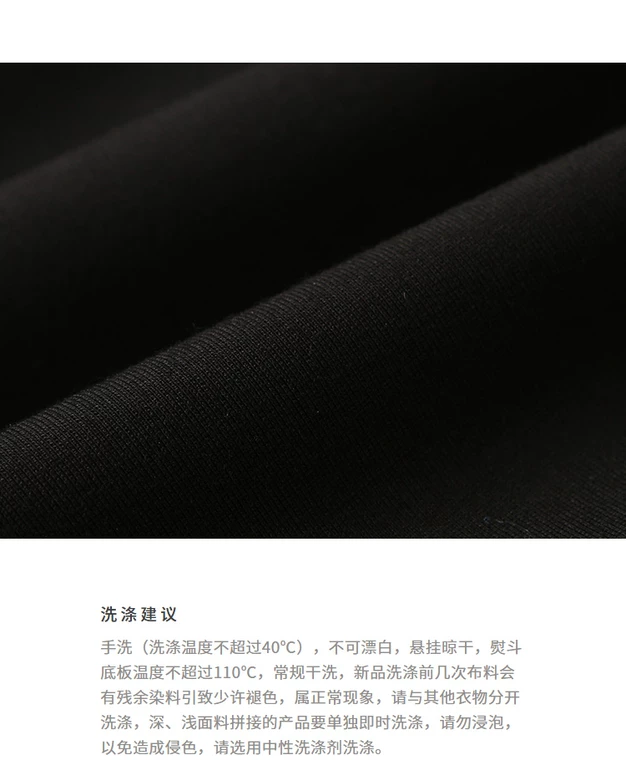 洗涤建议
手洗（洗涤温度不超过40℃），不可漂白，悬挂晾干，熨斗
底板温度不超过110℃，常规干洗，新品洗涤前几次布料会
有残余染料引致少许褪色，属正常现象，请与其他衣物分开
洗涤，深、浅面料拼接的产品要单独即时洗涤，请勿浸泡，
以免造成侵色，请选用中性洗涤剂洗涤。